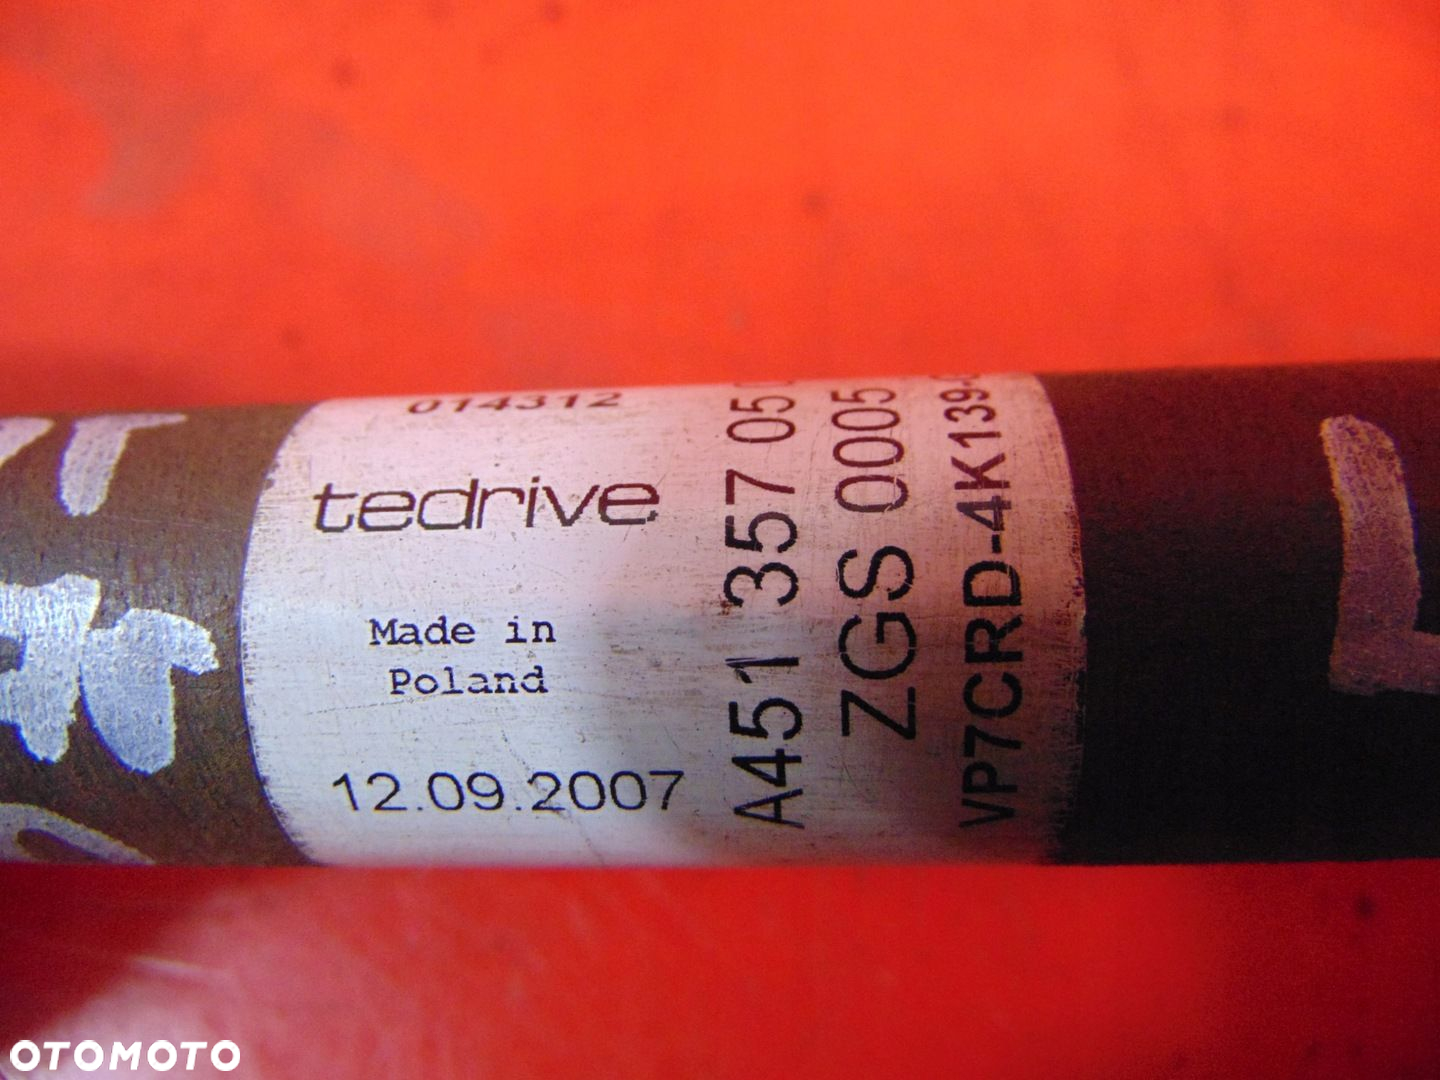 014312
tedrive
Made in
Poland
12.09.2007
A451 357 05
ZGS 0005
VP7CRD-4K139-
OTOMOTO